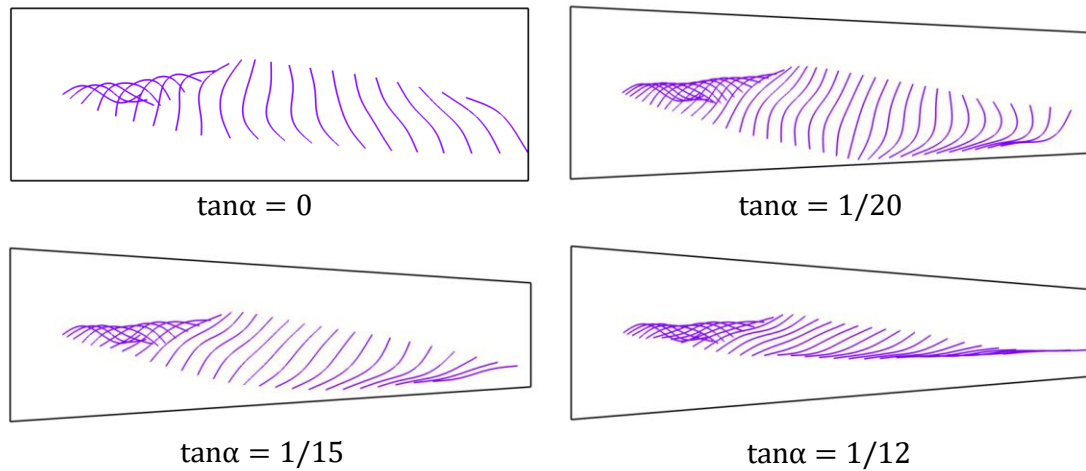 tanα = 0
tanα = 1/20
tanα = 1/15
tanα = 1/12